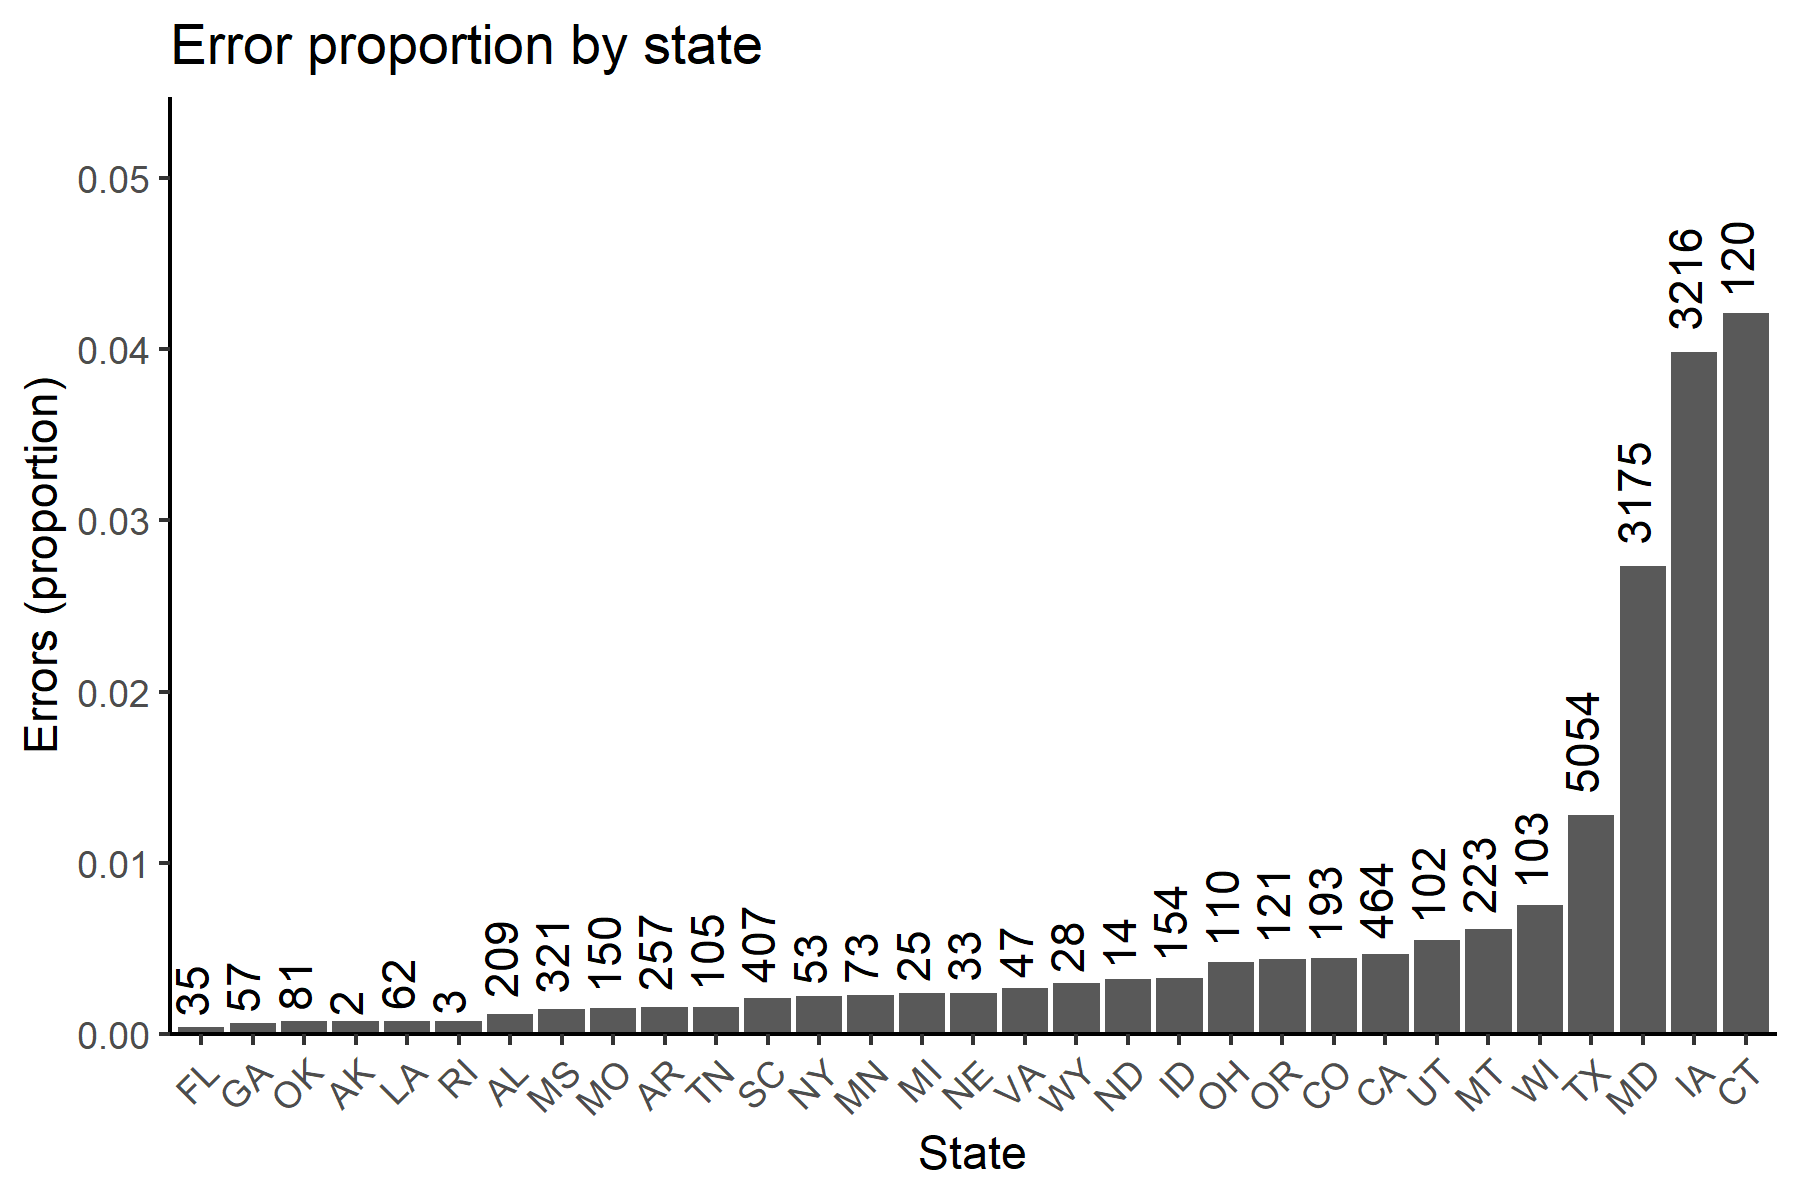 Error proportion by state
Errors (proportion)
0.05
0.04
0.03
0.02
0.01
0.00
35 57 81 2 62 3 209 321 150 257 105 407 53 73 25 33 47 28 14 154 110 121 193 464 102 223 103 5054 3175 3216 120
FL GA OK AK LA RI AL MS MO AR TN SC NY MN MI NE VA WY ND ID OH OR CO CA UT MT WI TX MD IA CT
State